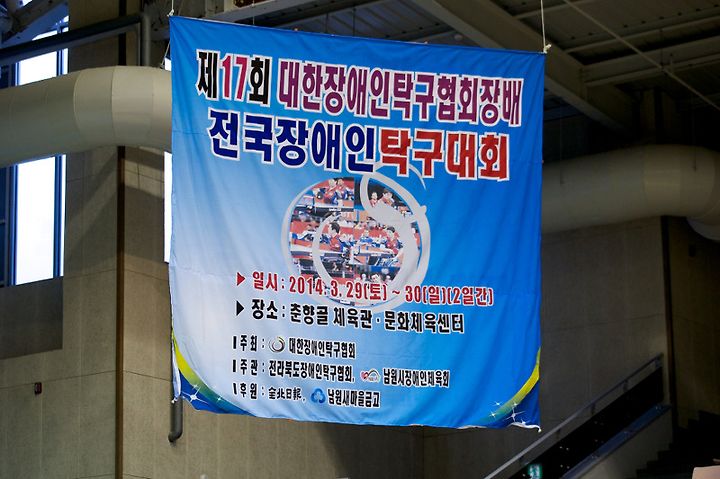 제17회 대한장애인탁구협회장배
전국장애인탁구대회
▶ 일시 : 2014. 3. 29(토) ~ 30(일)(2일간)
▶ 장소 : 춘향골 체육관·문화체육센터
| 주최 : 대한장애인탁구협회
| 주관 : 전라북도장애인탁구협회, 남원시장애인체육회
| 후원 : 全北日報, 남원새마을금고